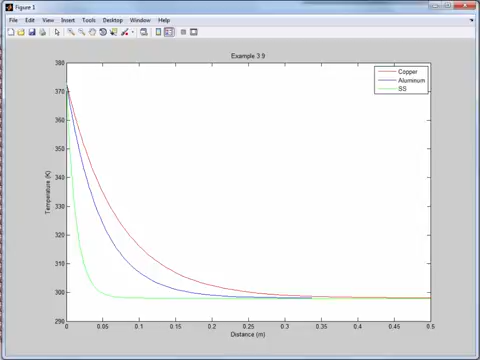 Figure 1
File Edit View Insert Tools Desktop Window Help
Example 3.9
Copper
Aluminum
SS
380
370
360
350
340
330
320
310
300
290
Temperature (K)
0 0.05 0.1 0.15 0.2 0.25 0.3 0.35 0.4 0.45 0.5
Distance (m)